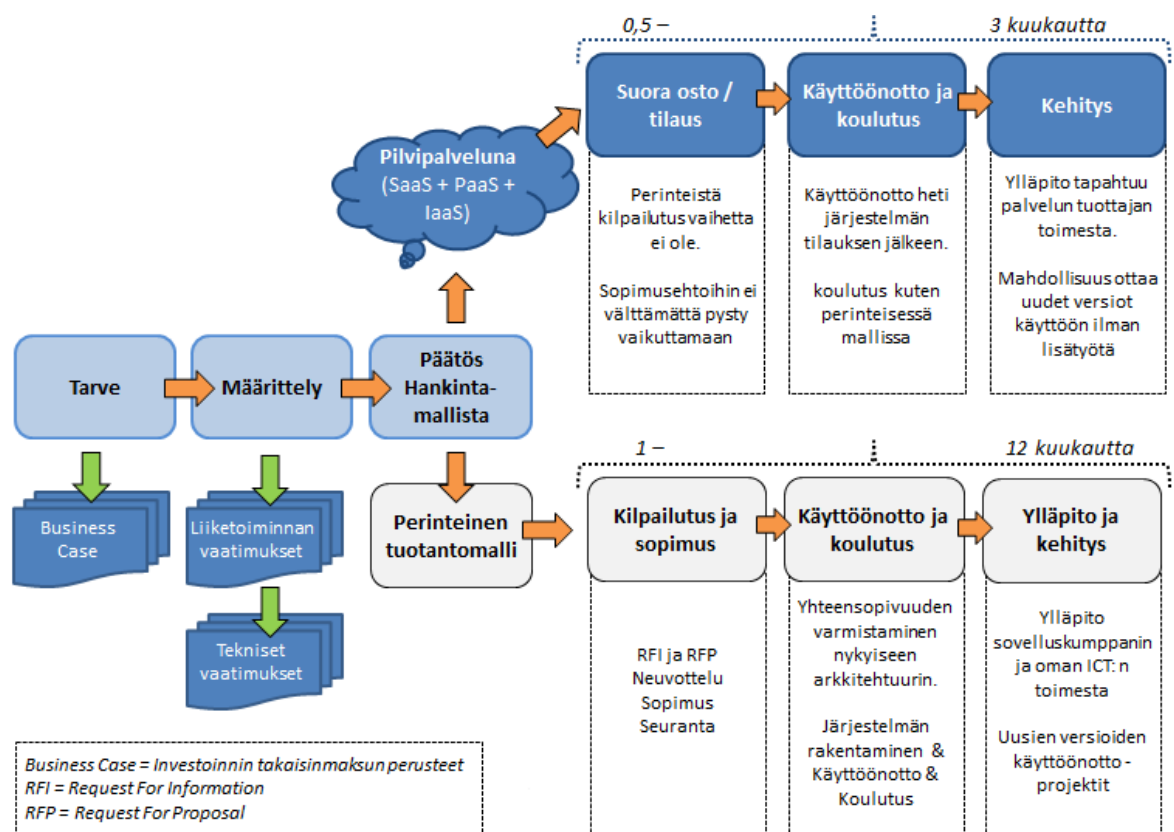 0,5 –
3 kuukautta
Suora osto /
tilaus
Käyttöönotto ja
koulutus
Kehitys
Pilvipalveluna
(SaaS + PaaS +
IaaS)
Perinteistä
kilpailutus vaihetta
ei ole.
Sopimusehtoihin ei
välttämättä pysty
vaikuttamaan
Käyttöönotto heti
järjestelmän
tilauksen jälkeen.
koulutus kuten
perinteisessä
mallissa
Ylläpito tapahtuu
palvelun tuottajan
toimesta.
Mahdollisuus ottaa
uudet versiot
käyttöön ilman
lisätyötä
Tarve
Määrittely
Päätös
Hankinta-
mallista
Business
Case
Liiketoiminnan
vaatimukset
Tekniset
vaatimukset
Perinteinen
tuotantomalli
1 –
12 kuukautta
Kilpailutus ja
sopimus
Käyttöönotto ja
koulutus
Ylläpito ja
kehitys
RFI ja RFP
Neuvottelu
Sopimus
Seuranta
Yhteensopivuuden
varmistaminen
nykyiseen
arkkitehtuurin.
Järjestelmän
rakentaminen &
Käyttöönotto &
Koulutus
Ylläpito
sovelluskumppanin
ja oman ICT: n
toimesta
Uusien versioiden
käyttöönotto -
projektit
Business Case = Investoinnin takaisinmaksun perusteet
RFI = Request For Information
RFP = Request For Proposal